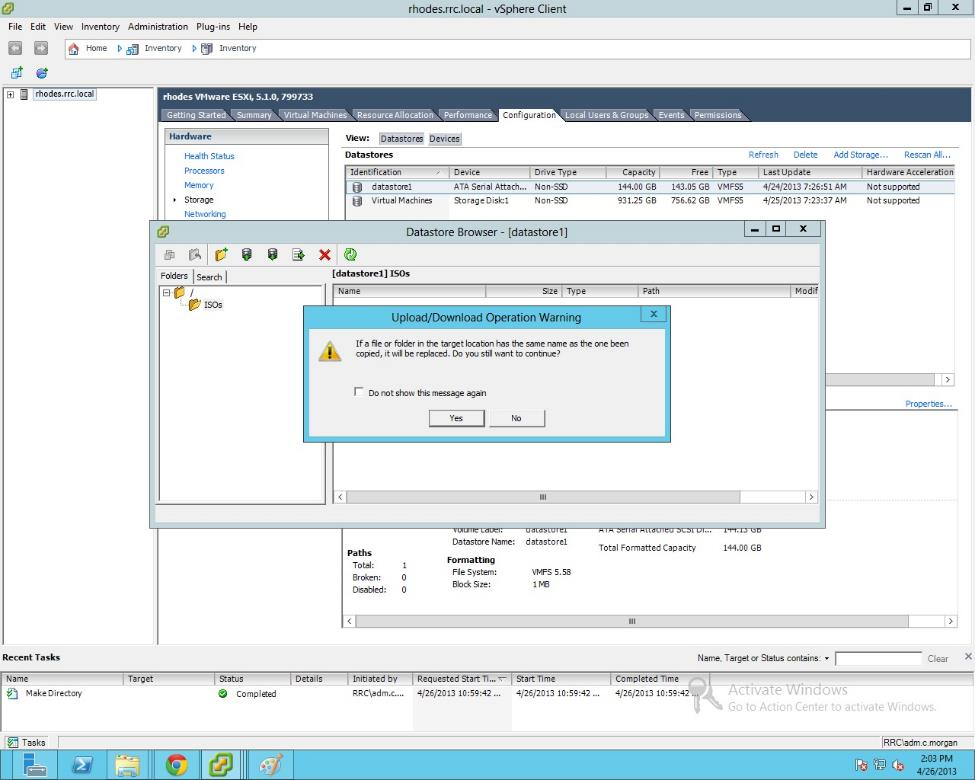 rhodes.rrc.local - vSphere Client
File Edit View Inventory Administration Plug-ins Help
Home Inventory Inventory
rhodes.rrc.local
rhodes VMware ESXi, 5.1.0, 799733
Getting Started Summary Virtual Machines Resource Allocation Performance Configuration Local Users & Groups Events Permissions
Hardware
Health Status
Processors
Memory
Storage
Networking
View: Datastores Devices
Datastores Refresh Delete Add Storage... Rescan All...
Identification Device Drive Type Capacity Free Type Last Update Hardware Acceleration
datastore1 ATA Serial Attach... Non-SSD 144.00 GB 143.05 GB VMFS5 4/24/2013 7:26:51 AM Not supported
Virtual Machines Storage Disk:1 Non-SSD 931.25 GB 756.62 GB VMFS5 4/25/2013 7:23:37 AM Not supported
Datastore Browser - [datastore1]
Folders Search
/
ISOs
[datastore1] ISOs
Name Size Type Path Modif
Upload/Download Operation Warning
If a file or folder in the target location has the same name as the one been
copied, it will be replaced. Do you still want to continue?
Do not show this message again
Yes No
Properties...
Volume Label: datastore1 ATA Serial Attached SCSI Di... 144.13 GB
Datastore Name: datastore1
Total Formatted Capacity 144.00 GB
Paths
Total: 1
Broken: 0
Disabled: 0
Formatting
File System: VMFS 5.58
Block Size: 1 MB
Recent Tasks Name, Target or Status contains: Clear
Name Target Status Details Initiated by Requested Start Ti... Start Time Completed Time
Make Directory Completed RRC\adm.c.... 4/26/2013 10:59:42 ... 4/26/2013 10:59:42 ... 4/26/2013 10:59:42 ...
Activate Windows
Go to Action Center to activate Windows.
Tasks RRC\adm.c.morgan
2:03 PM
4/26/2013